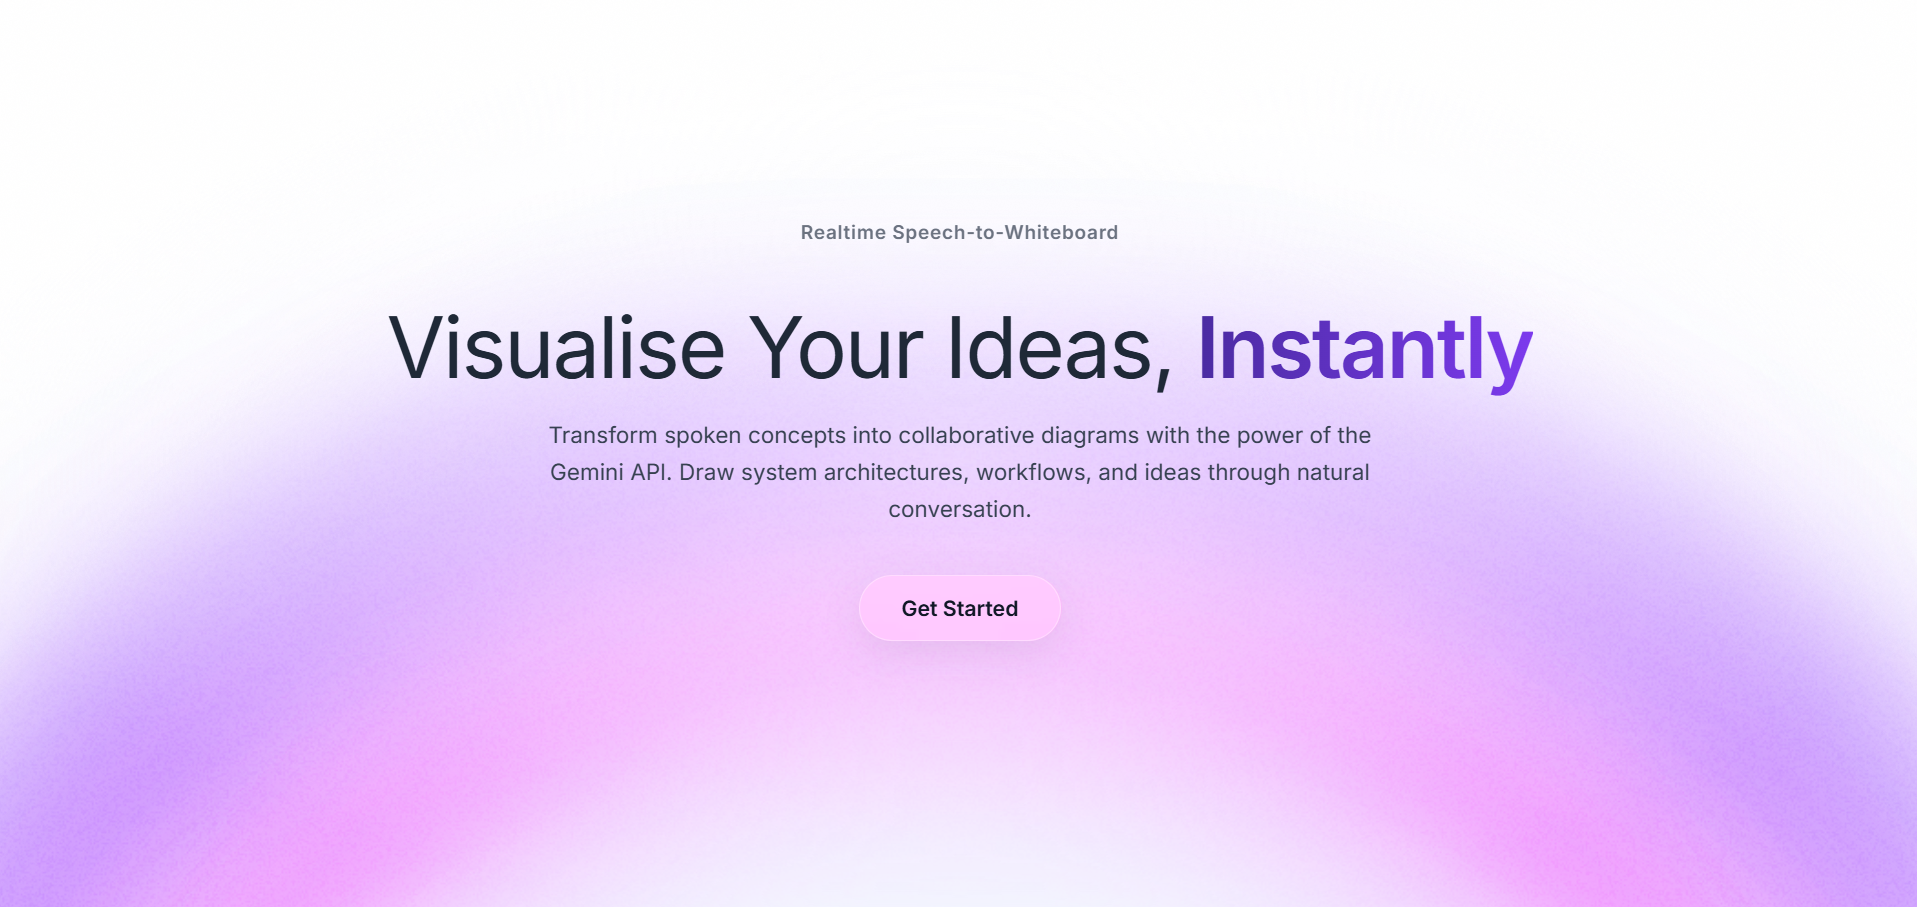 Realtime Speech-to-Whiteboard
Visualise Your Ideas, Instantly
Transform spoken concepts into collaborative diagrams with the power of the
Gemini API. Draw system architectures, workflows, and ideas through natural
conversation.
Get Started